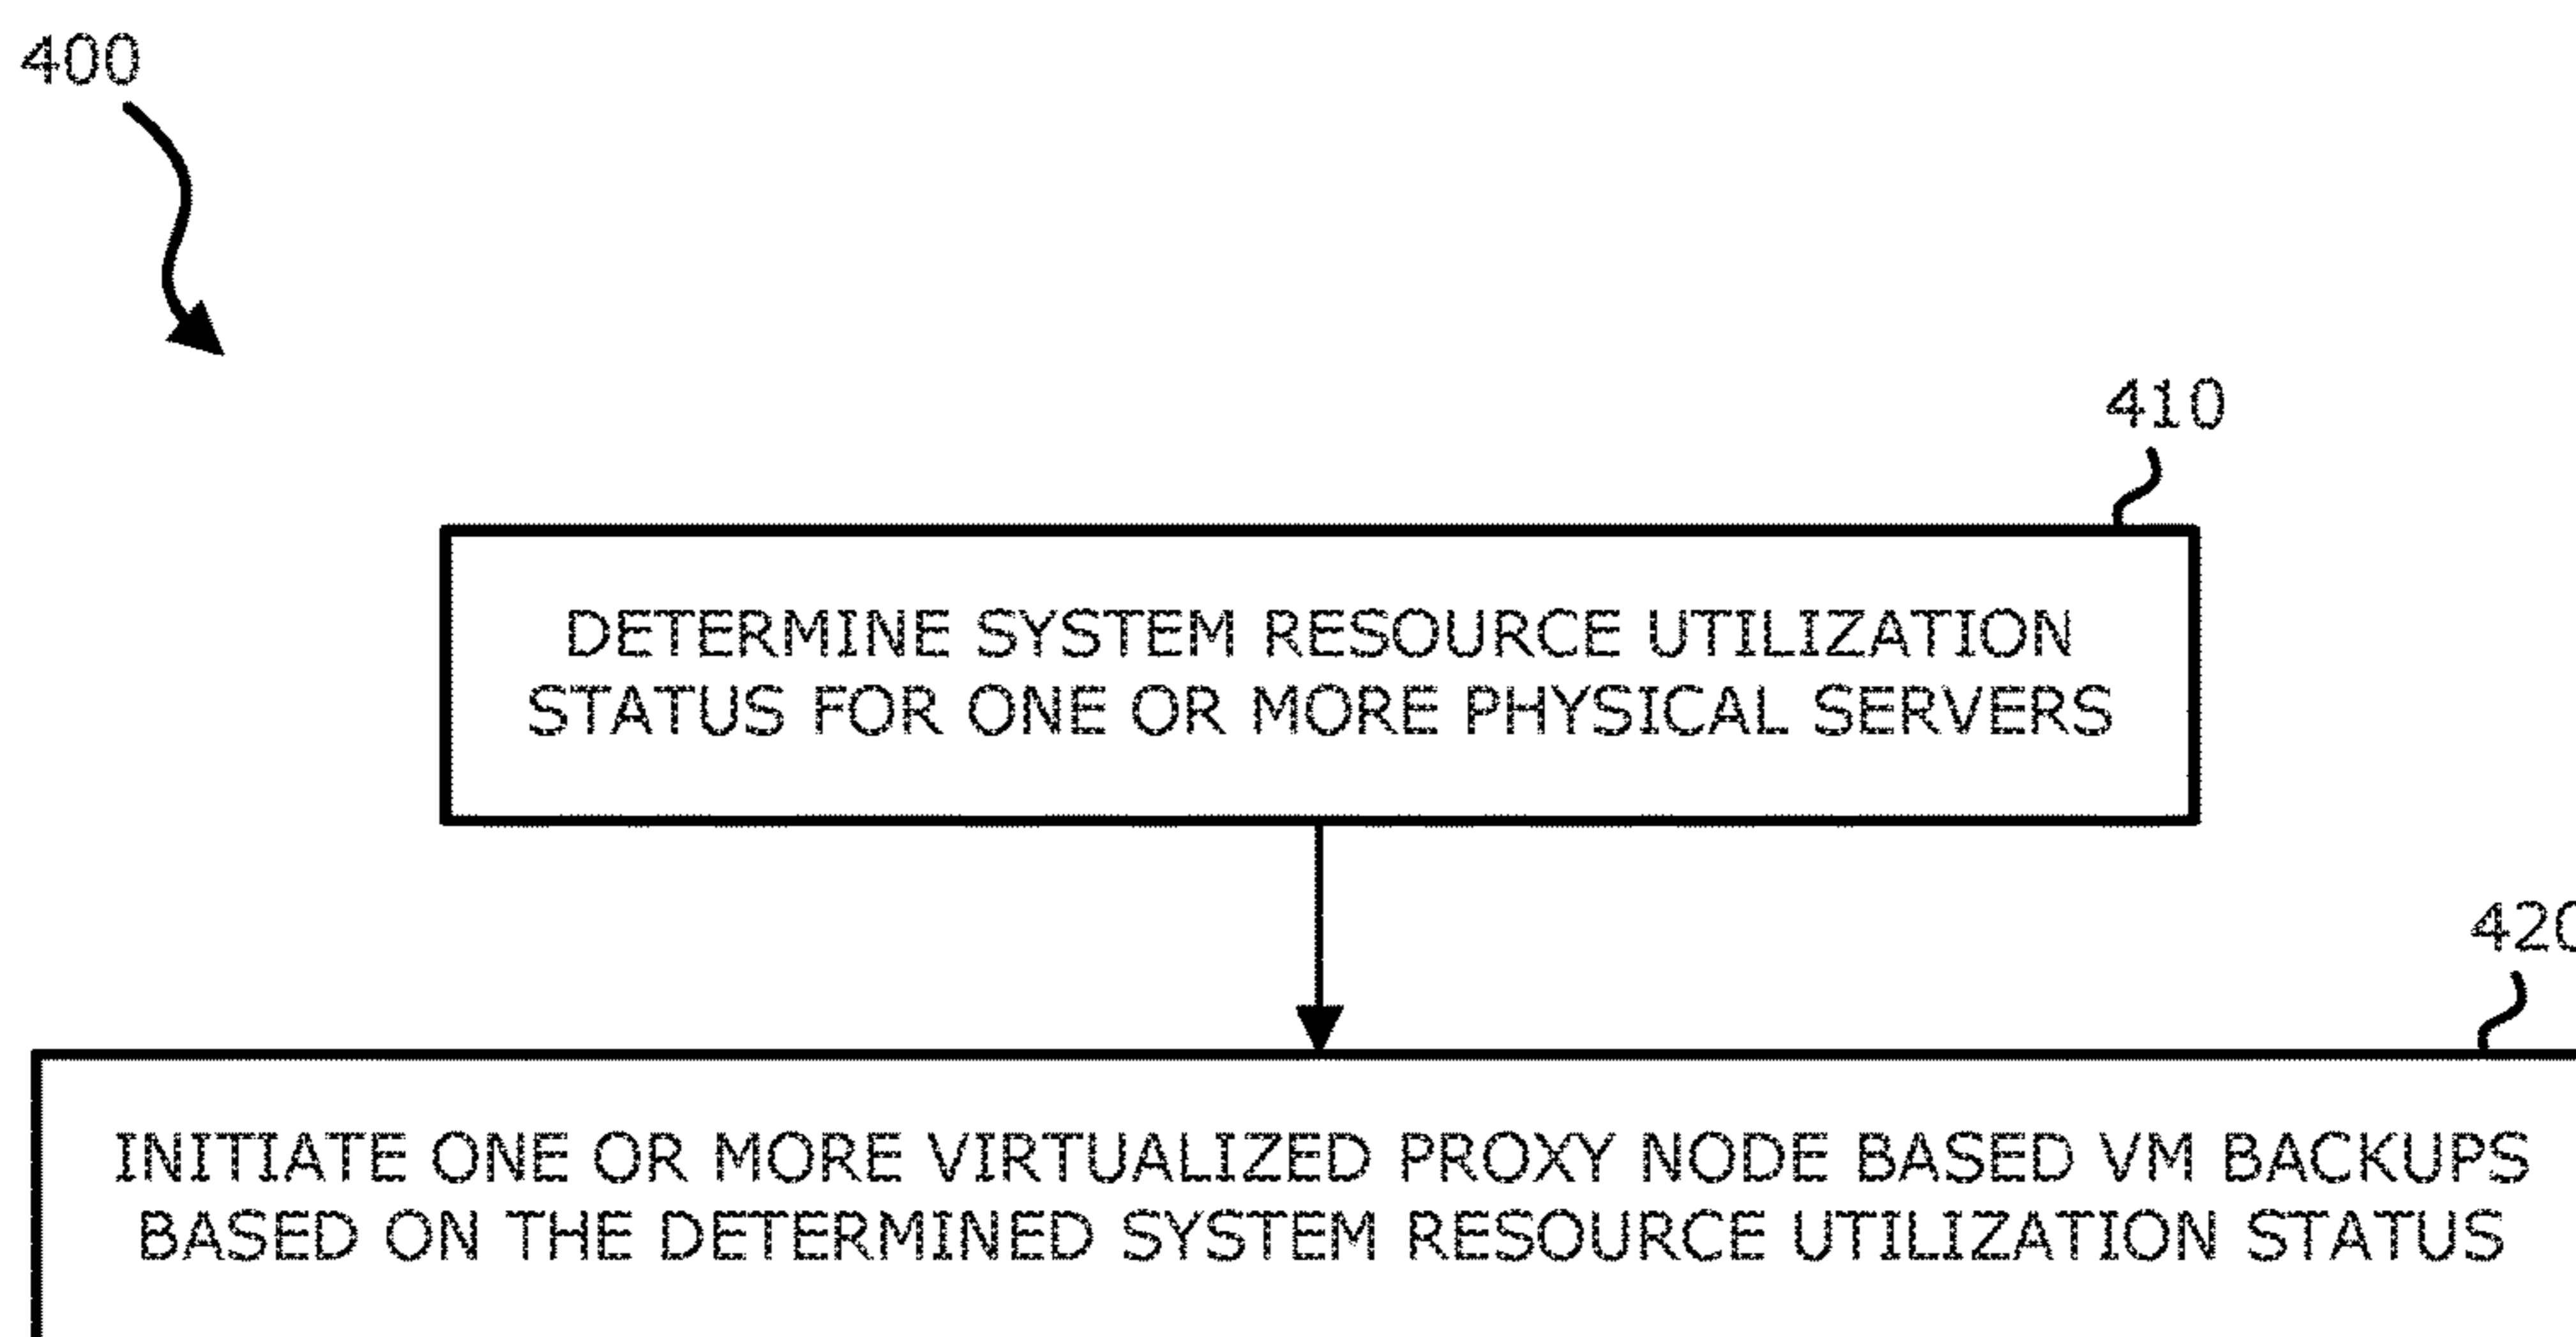 400
410
DETERMINE SYSTEM RESOURCE UTILIZATION
STATUS FOR ONE OR MORE PHYSICAL SERVERS
420
INITIATE ONE OR MORE VIRTUALIZED PROXY NODE BASED VM BACKUPS
BASED ON THE DETERMINED SYSTEM RESOURCE UTILIZATION STATUS